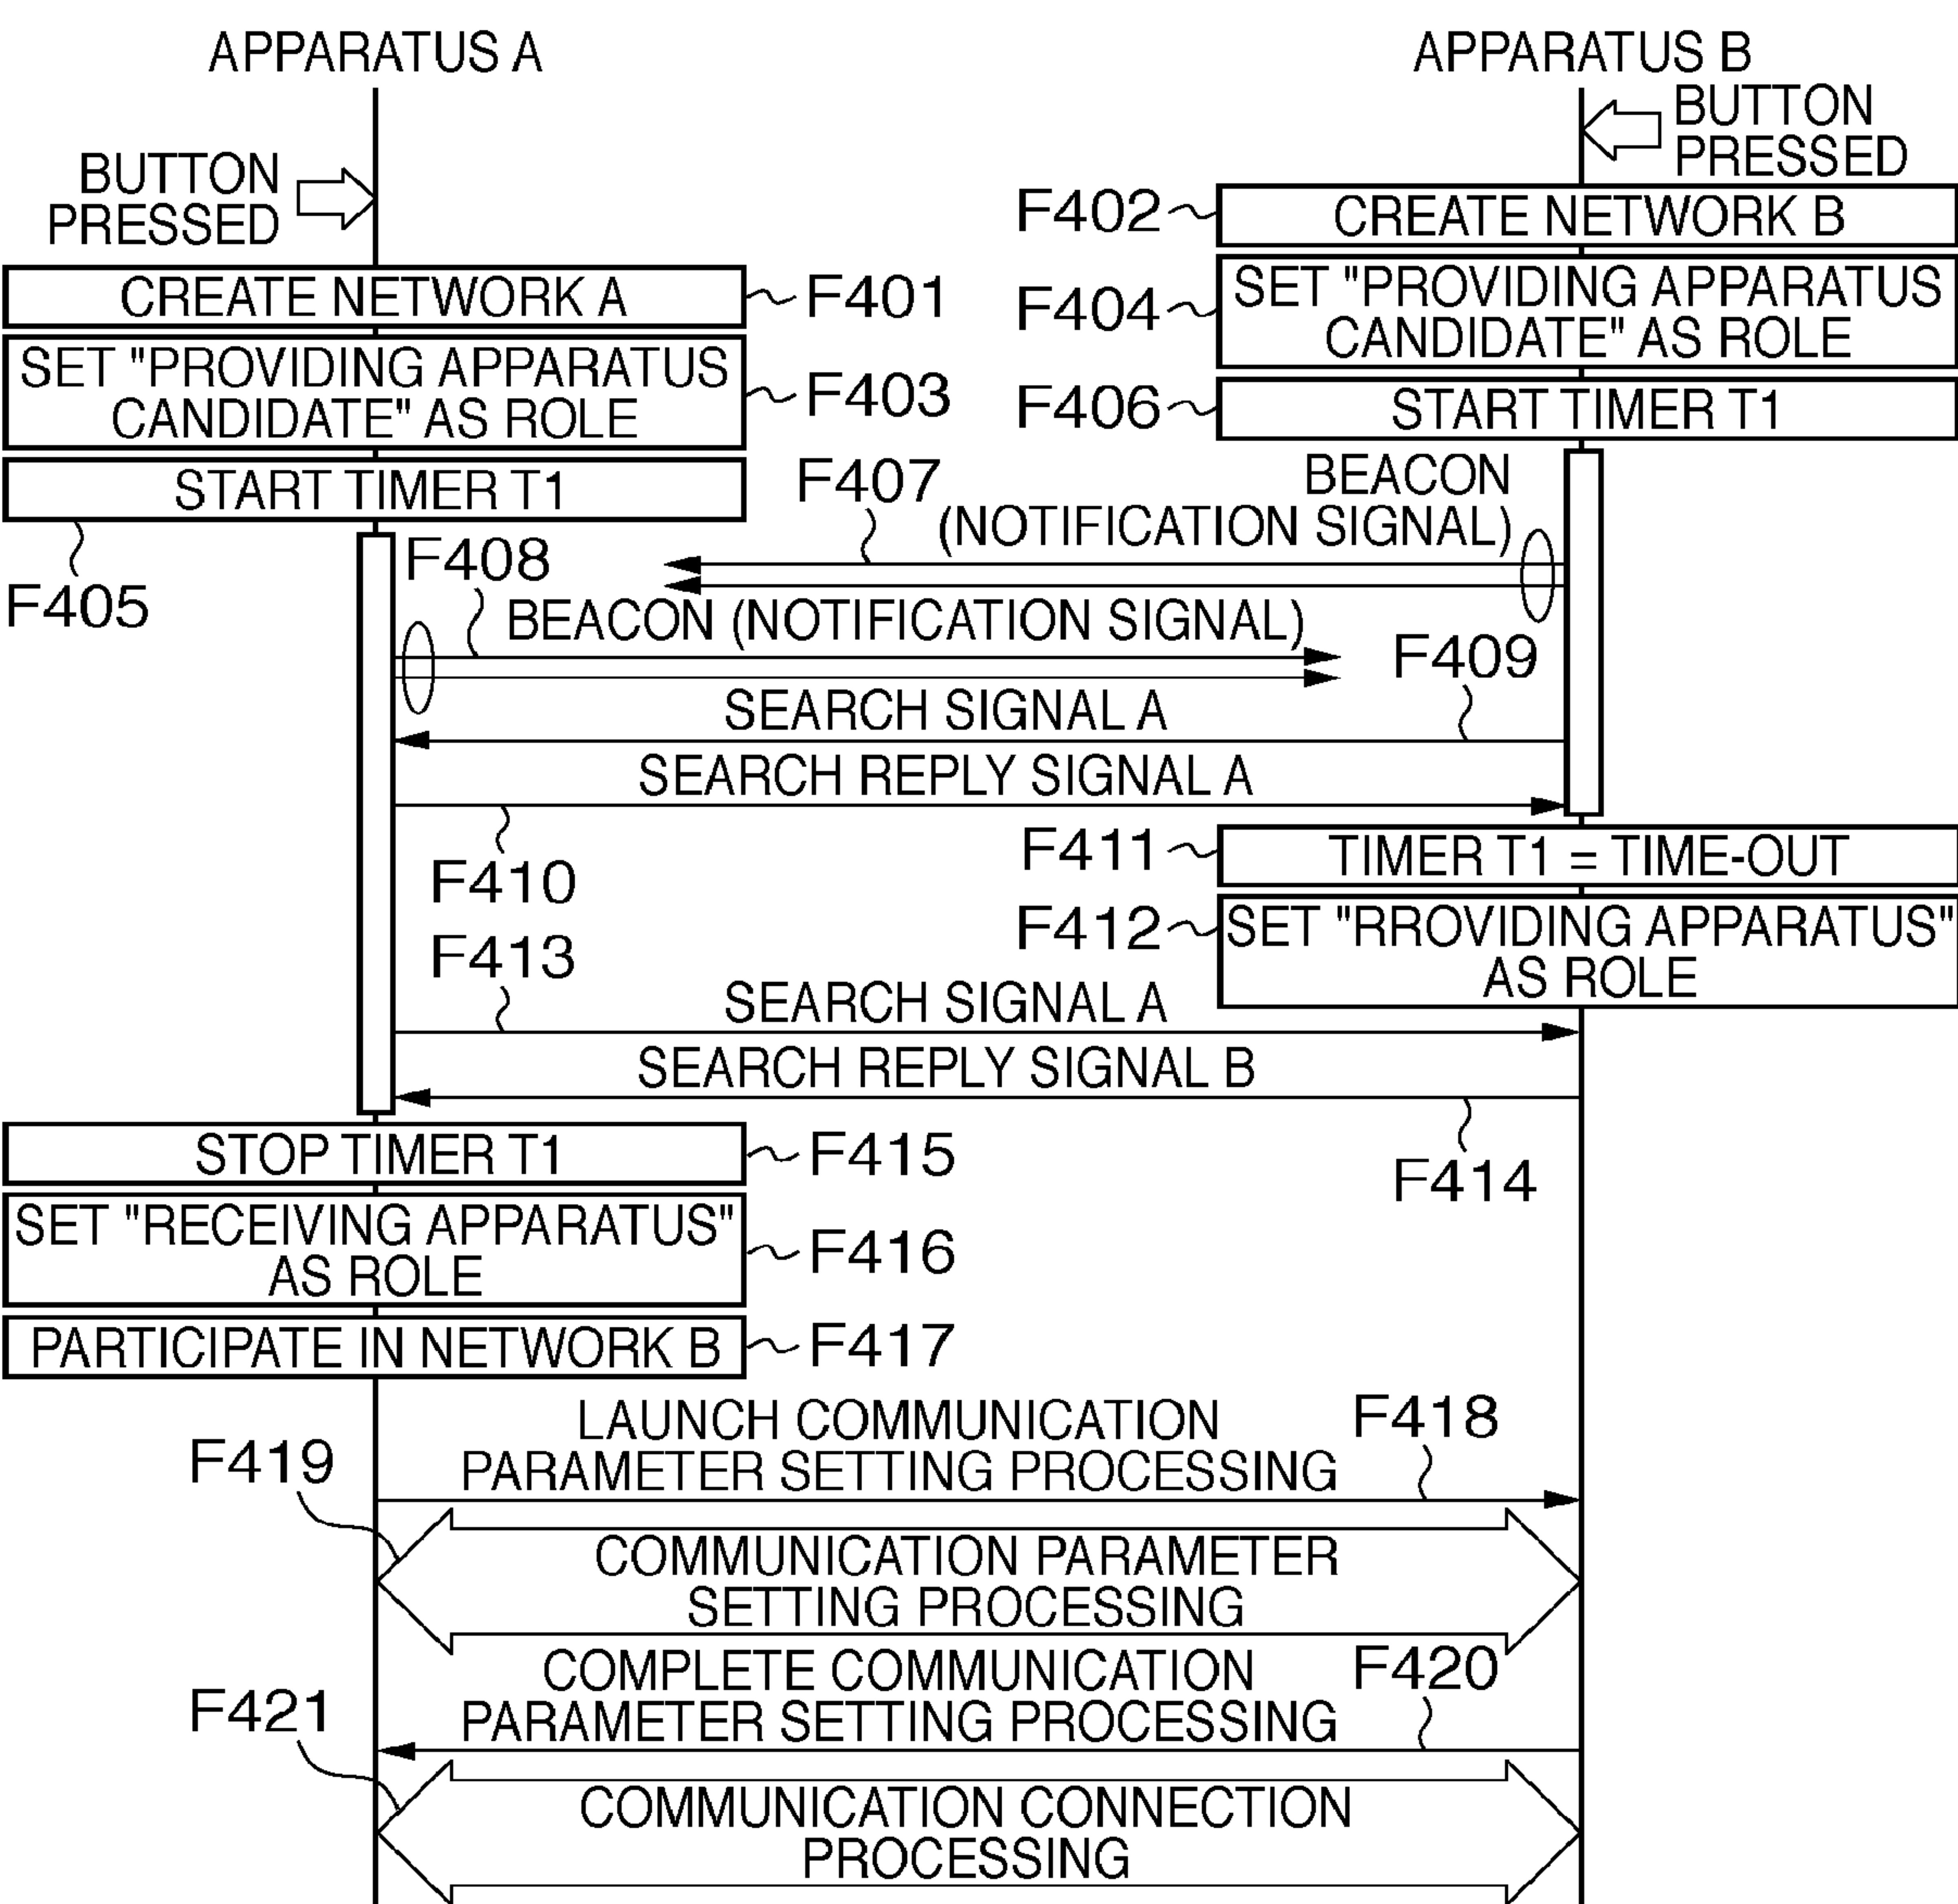 APPARATUS A
APPARATUS B
BUTTON
PRESSED
BUTTON
PRESSED
F402
CREATE NETWORK B
CREATE NETWORK A
F401
F404
SET "PROVIDING APPARATUS
CANDIDATE" AS ROLE
SET "PROVIDING APPARATUS
CANDIDATE" AS ROLE
F403
F406
START TIMER T1
START TIMER T1
F405
F407
BEACON
(NOTIFICATION SIGNAL)
F408
BEACON (NOTIFICATION SIGNAL)
F409
SEARCH SIGNAL A
SEARCH REPLY SIGNAL A
F410
F411
TIMER T1 = TIME-OUT
F412
SET "RROVIDING APPARATUS"
AS ROLE
F413
SEARCH SIGNAL A
SEARCH REPLY SIGNAL B
F414
STOP TIMER T1
F415
SET "RECEIVING APPARATUS"
AS ROLE
F416
PARTICIPATE IN NETWORK B
F417
LAUNCH COMMUNICATION
PARAMETER SETTING PROCESSING
F418
F419
COMMUNICATION PARAMETER
SETTING PROCESSING
COMPLETE COMMUNICATION
PARAMETER SETTING PROCESSING
F420
F421
COMMUNICATION CONNECTION
PROCESSING